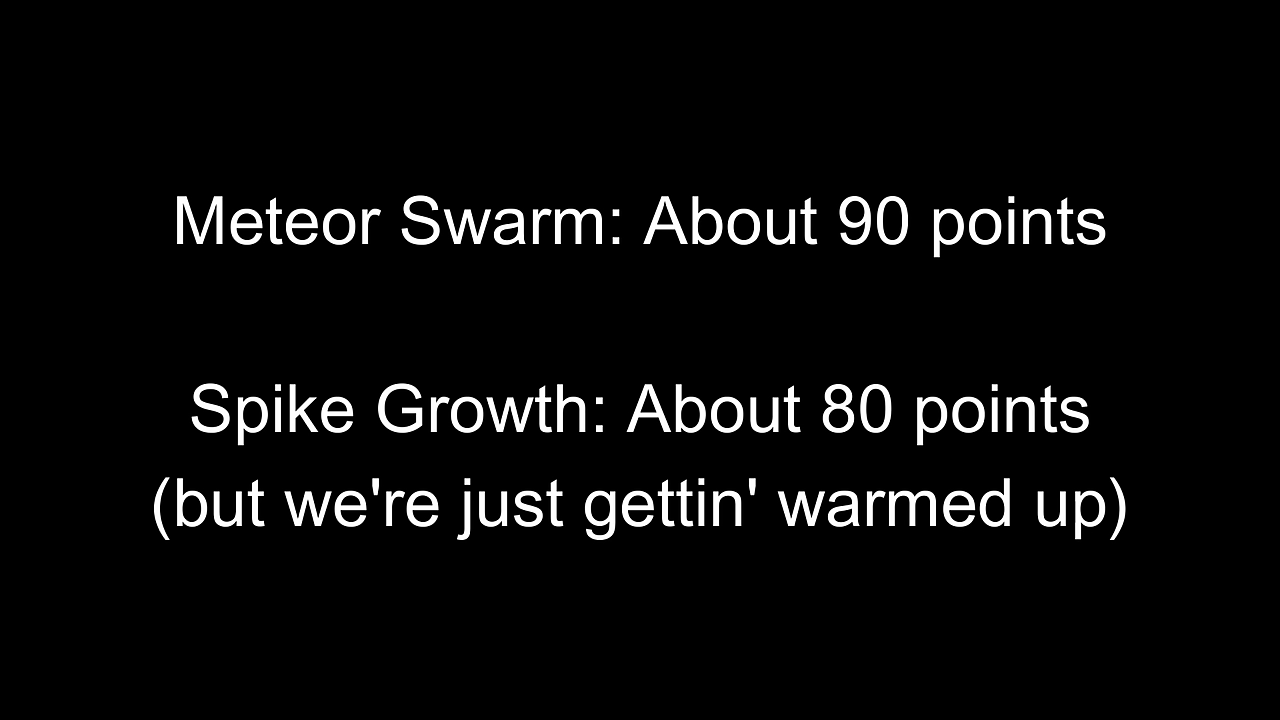 Meteor Swarm: About 90 points
Spike Growth: About 80 points
(but we're just gettin' warmed up)